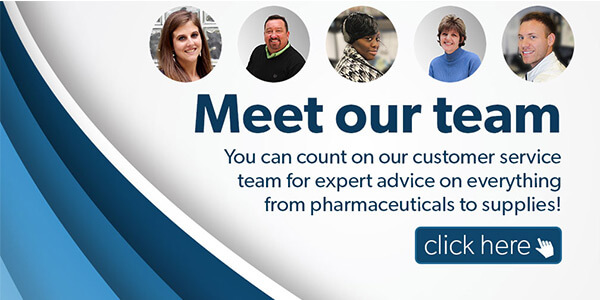 Meet our team
You can count on our customer service
team for expert advice on everything
from pharmaceuticals to supplies!
click here